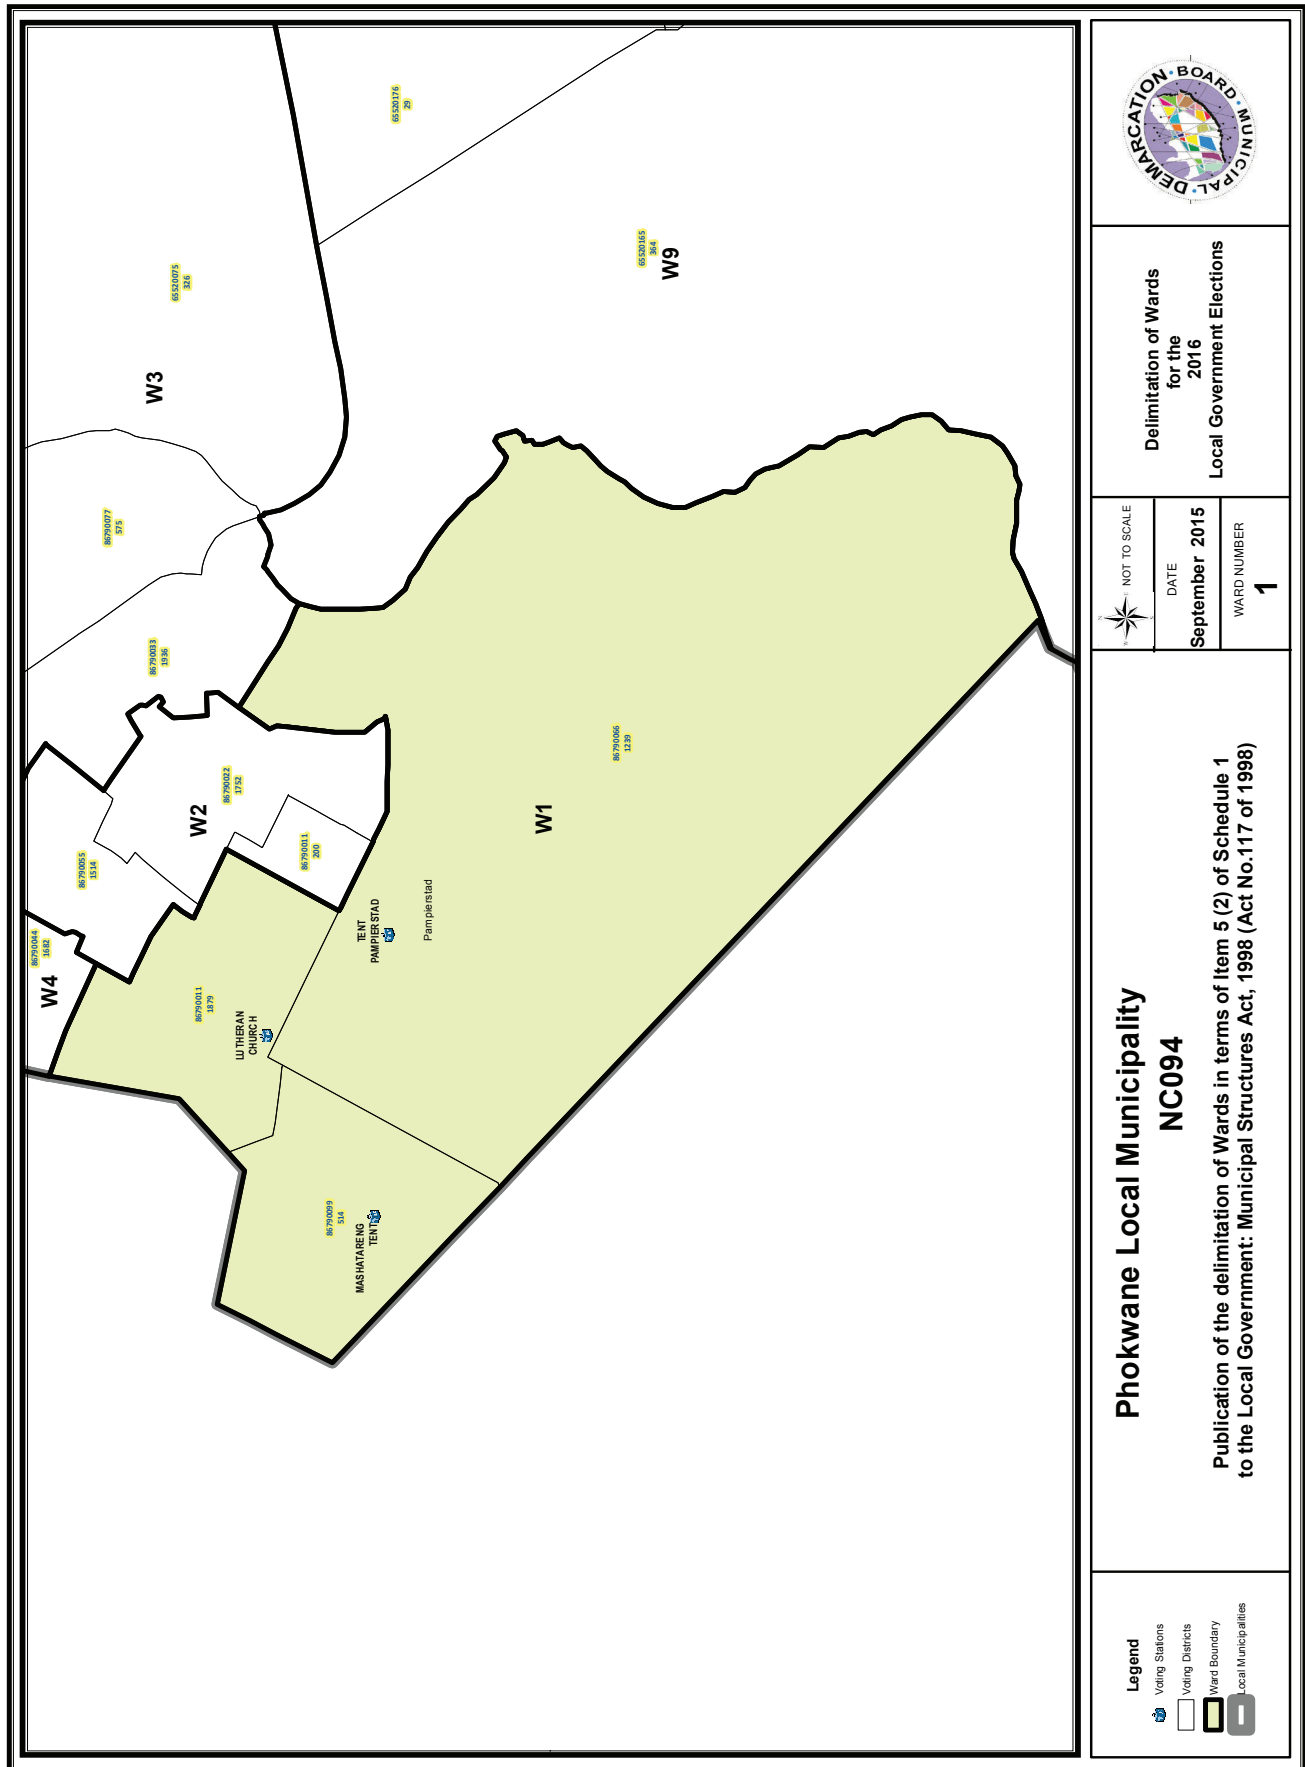 65520176
29
65520075
326
W3
65520165
364
W9
86790077
575
86790033
1936
86790022
1752
W2
86790055
1514
86790011
200
86790044
1682
W4
86790066
1239
W1
TENT
PAMPIERSTAD
Pampierstad
86790011
1879
LUTHERAN
CHURCH
86790099
514
MASHATARENG
TENT
Legend
Voting Stations
Voting Districts
Ward Boundary
Local Municipalities
Phokwane Local Municipality
NC094
Publication of the delimitation of Wards in terms of Item 5 (2) of Schedule 1
to the Local Government: Municipal Structures Act, 1998 (Act No.117 of 1998)
NOT TO SCALE
DATE
September 2015
WARD NUMBER
1
Delimitation of Wards
for the
2016
Local Government Elections
MUNICIPAL · DEMARCATION · BOARD ·